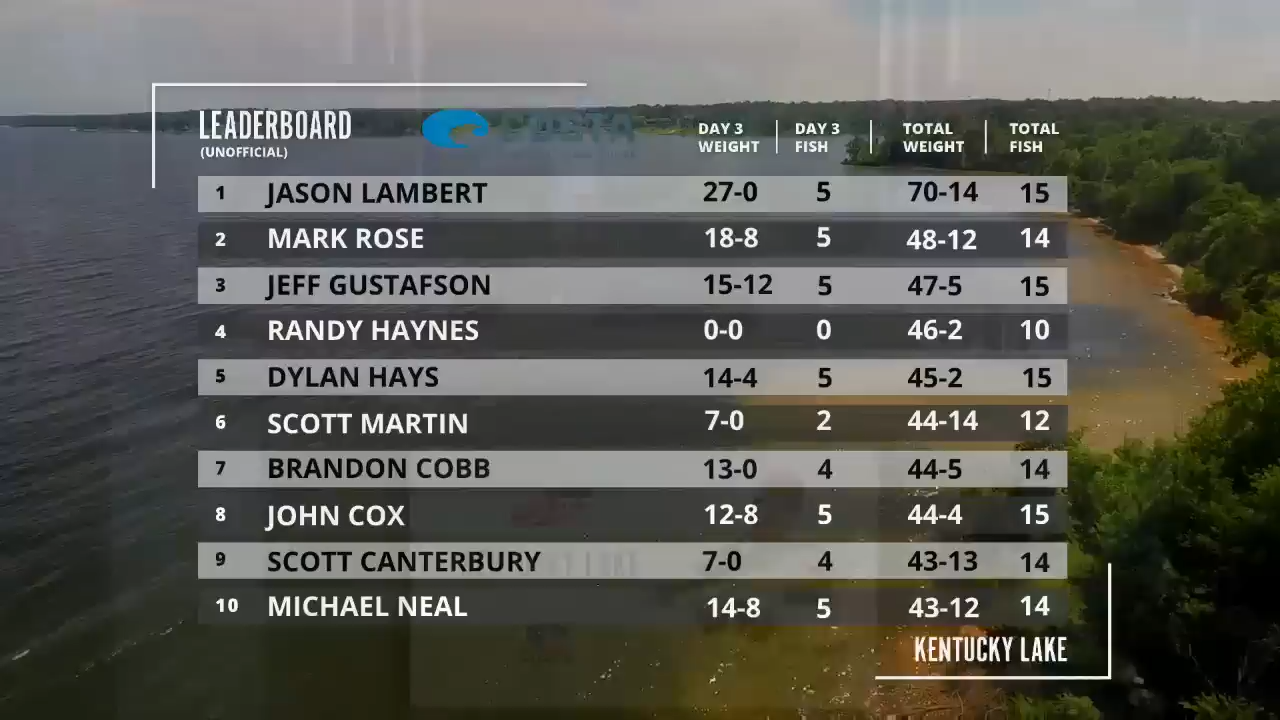 LEADERBOARD
(UNOFFICIAL)
COSTA
DAY 3 WEIGHT DAY 3 FISH TOTAL WEIGHT TOTAL FISH
1 JASON LAMBERT 27-0 5 70-14 15
2 MARK ROSE 18-8 5 48-12 14
3 JEFF GUSTAFSON 15-12 5 47-5 15
4 RANDY HAYNES 0-0 0 46-2 10
5 DYLAN HAYS 14-4 5 45-2 15
6 SCOTT MARTIN 7-0 2 44-14 12
7 BRANDON COBB 13-0 4 44-5 14
8 JOHN COX 12-8 5 44-4 15
9 SCOTT CANTERBURY 7-0 4 43-13 14
10 MICHAEL NEAL 14-8 5 43-12 14
KENTUCKY LAKE